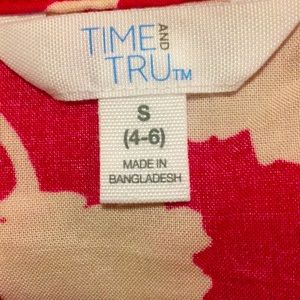 TIME AND
TRU™
S
(4-6)
MADE IN
BANGLADESH